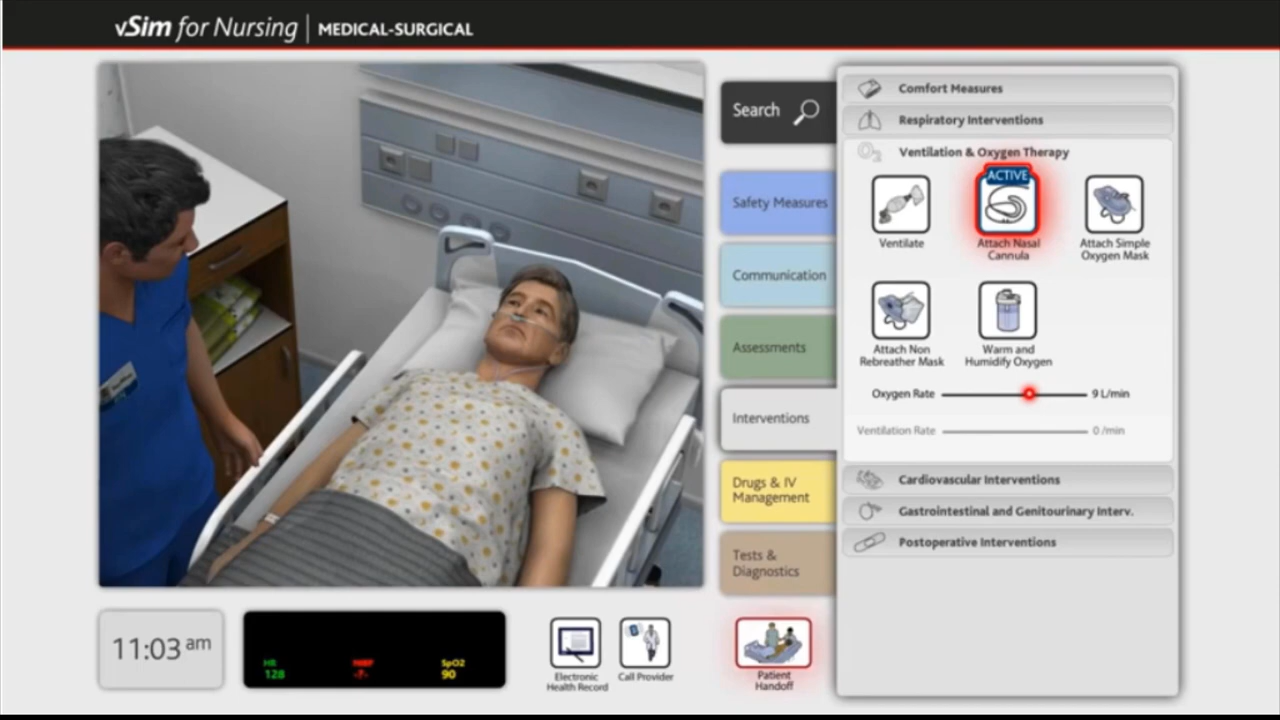 vSim for Nursing | MEDICAL-SURGICAL
Search
Safety Measures
Communication
Assessments
Interventions
Drugs & IV
Management
Tests &
Diagnostics
Comfort Measures
Respiratory Interventions
O2
Ventilation & Oxygen Therapy
ACTIVE
Ventilate
Attach Nasal
Cannula
Attach Simple
Oxygen Mask
Attach Non
Rebreather Mask
Warm and
Humidify Oxygen
Oxygen Rate
9 L/min
Ventilation Rate
0 /min
Cardiovascular Interventions
Gastrointestinal and Genitourinary Interv.
Postoperative Interventions
11:03 am
HR
128
-?-
SpO2
90
Electronic
Health Record
Call Provider
Patient
Handoff